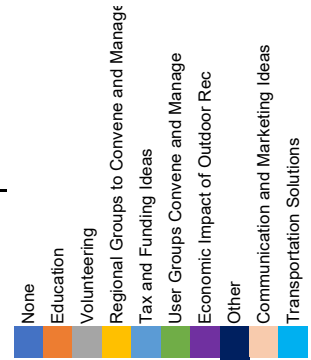 None
Education
Volunteering
Regional Groups to Convene and Manage
Tax and Funding Ideas
User Groups Convene and Manage
Economic Impact of Outdoor Rec
Other
Communication and Marketing Ideas
Transportation Solutions